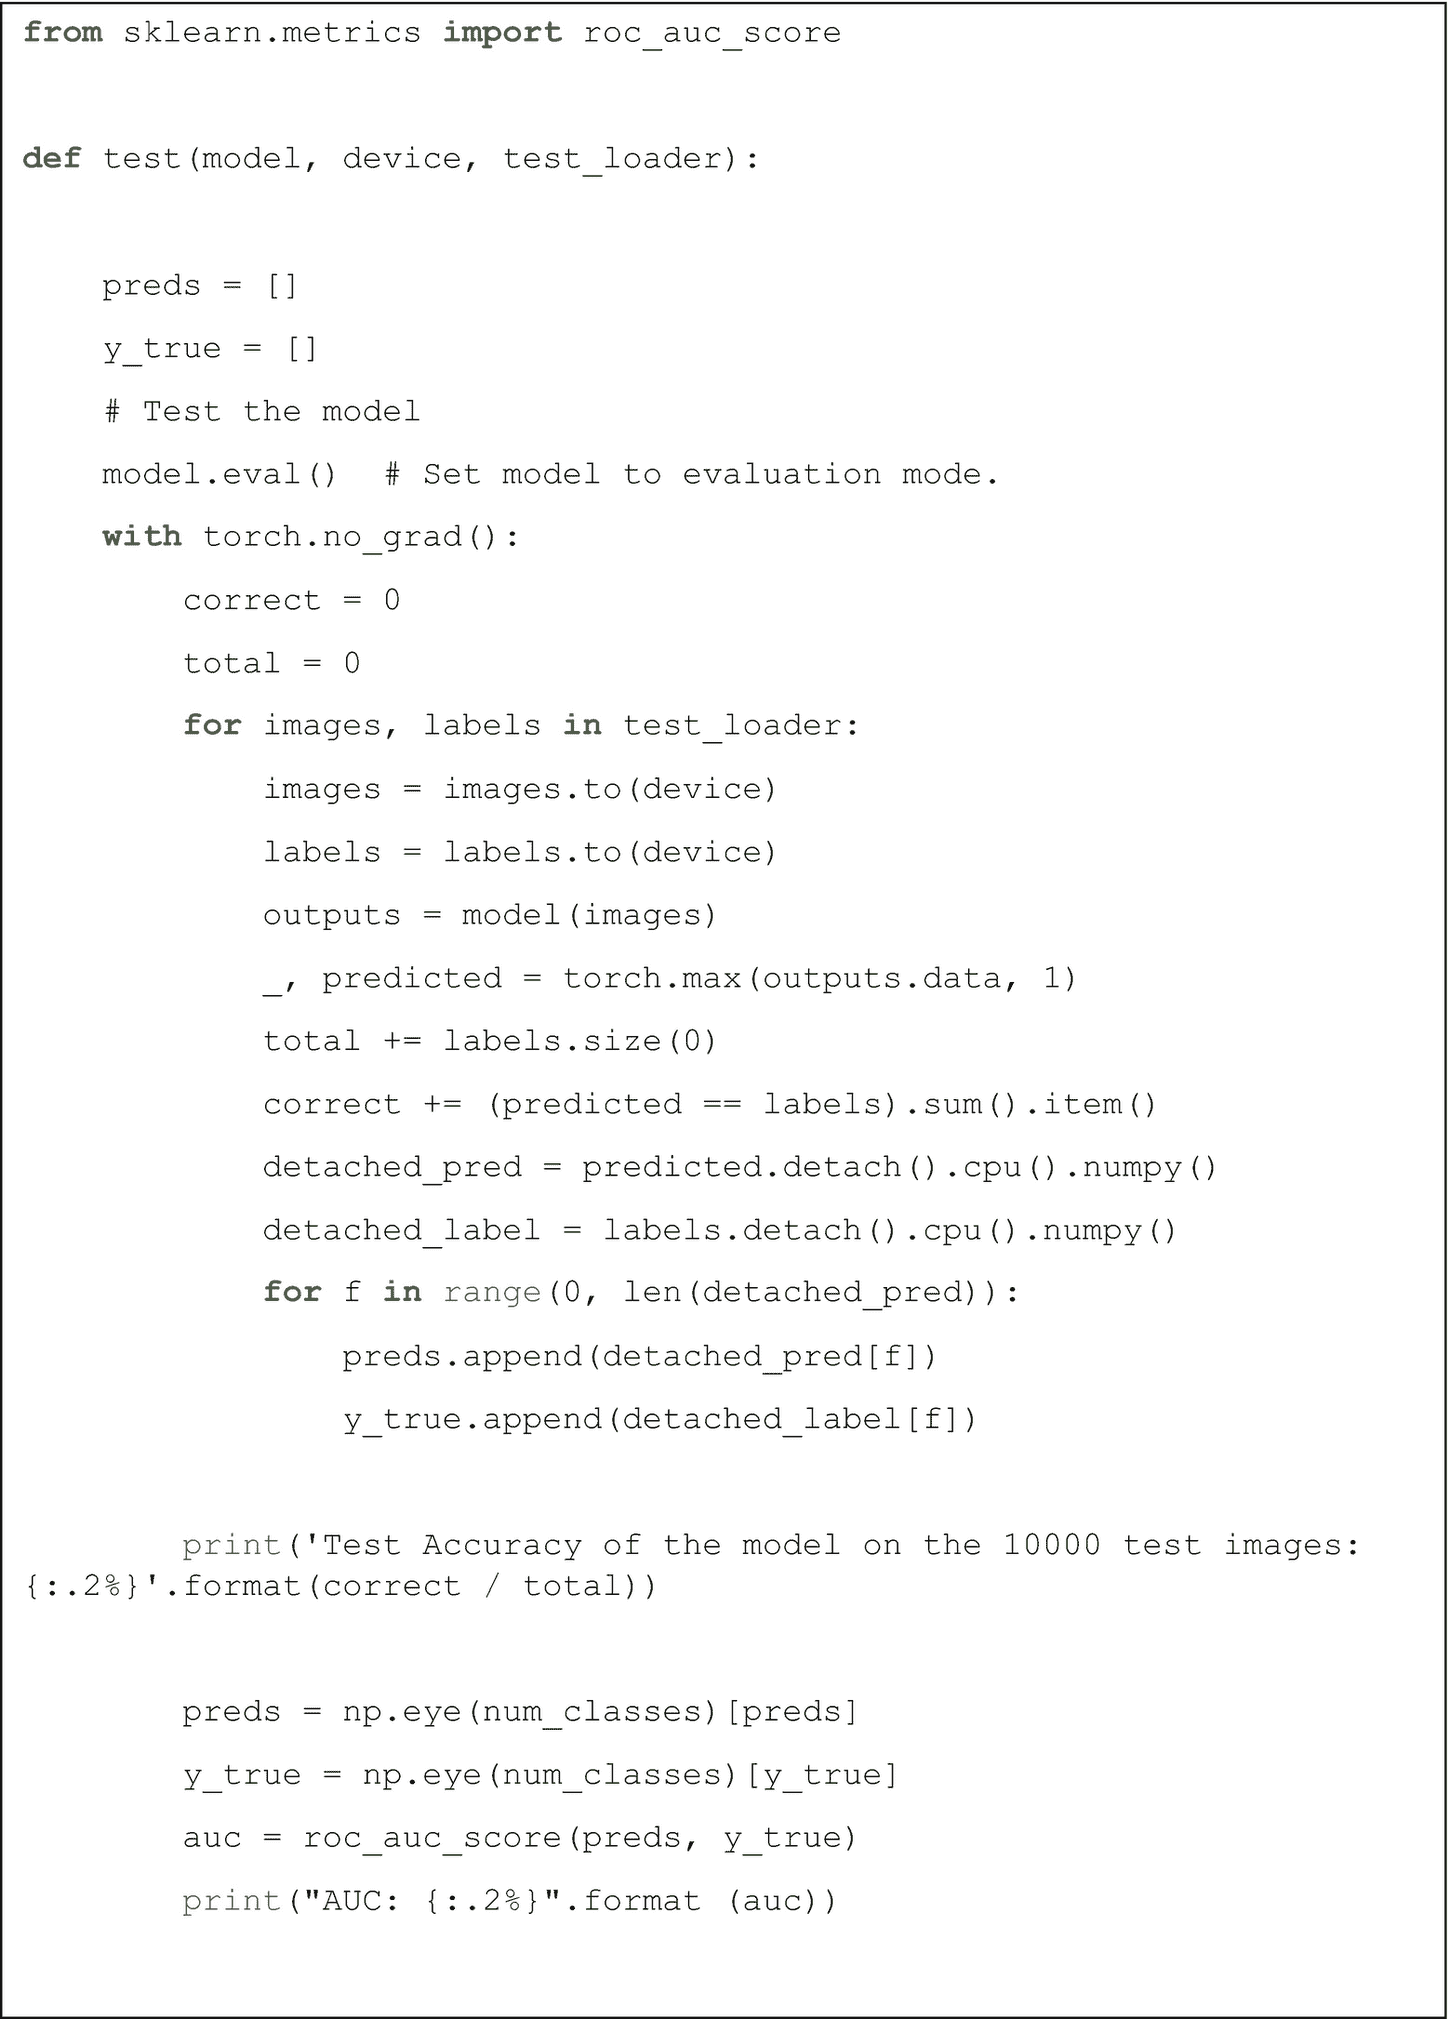 from sklearn.metrics import roc_auc_score
def test(model, device, test_loader):
    preds = []
    y_true = []
    # Test the model
    model.eval()  # Set model to evaluation mode.
    with torch.no_grad():
        correct = 0
        total = 0
        for images, labels in test_loader:
            images = images.to(device)
            labels = labels.to(device)
            outputs = model(images)
            _, predicted = torch.max(outputs.data, 1)
            total += labels.size(0)
            correct += (predicted == labels).sum().item()
            detached_pred = predicted.detach().cpu().numpy()
            detached_label = labels.detach().cpu().numpy()
            for f in range(0, len(detached_pred)):
                preds.append(detached_pred[f])
                y_true.append(detached_label[f])
        print('Test Accuracy of the model on the 10000 test images:
{:.2%}'.format(correct / total))
        preds = np.eye(num_classes)[preds]
        y_true = np.eye(num_classes)[y_true]
        auc = roc_auc_score(preds, y_true)
        print("AUC: {:.2%}".format (auc))